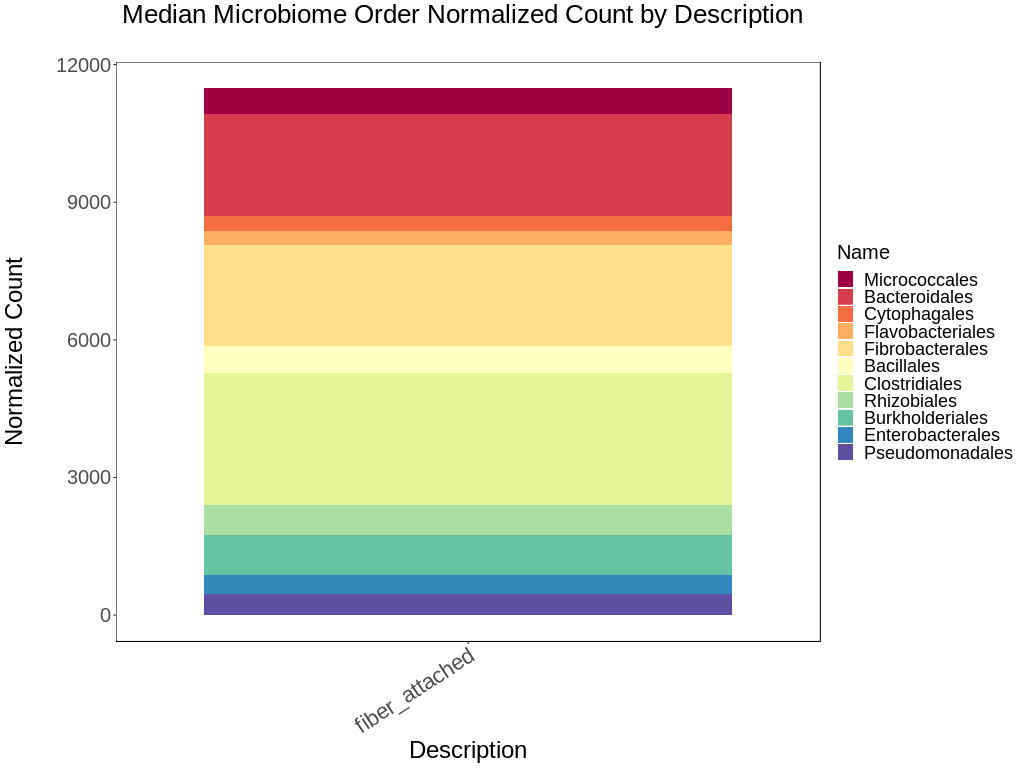 Median Microbiome Order Normalized Count by Description
12000
9000
6000
3000
0
Normalized Count
fiber_attached
Description
Name
Micrococcales
Bacteroidales
Cytophagales
Flavobacteriales
Fibrobacterales
Bacillales
Clostridiales
Rhizobiales
Burkholderiales
Enterobacterales
Pseudomonadales